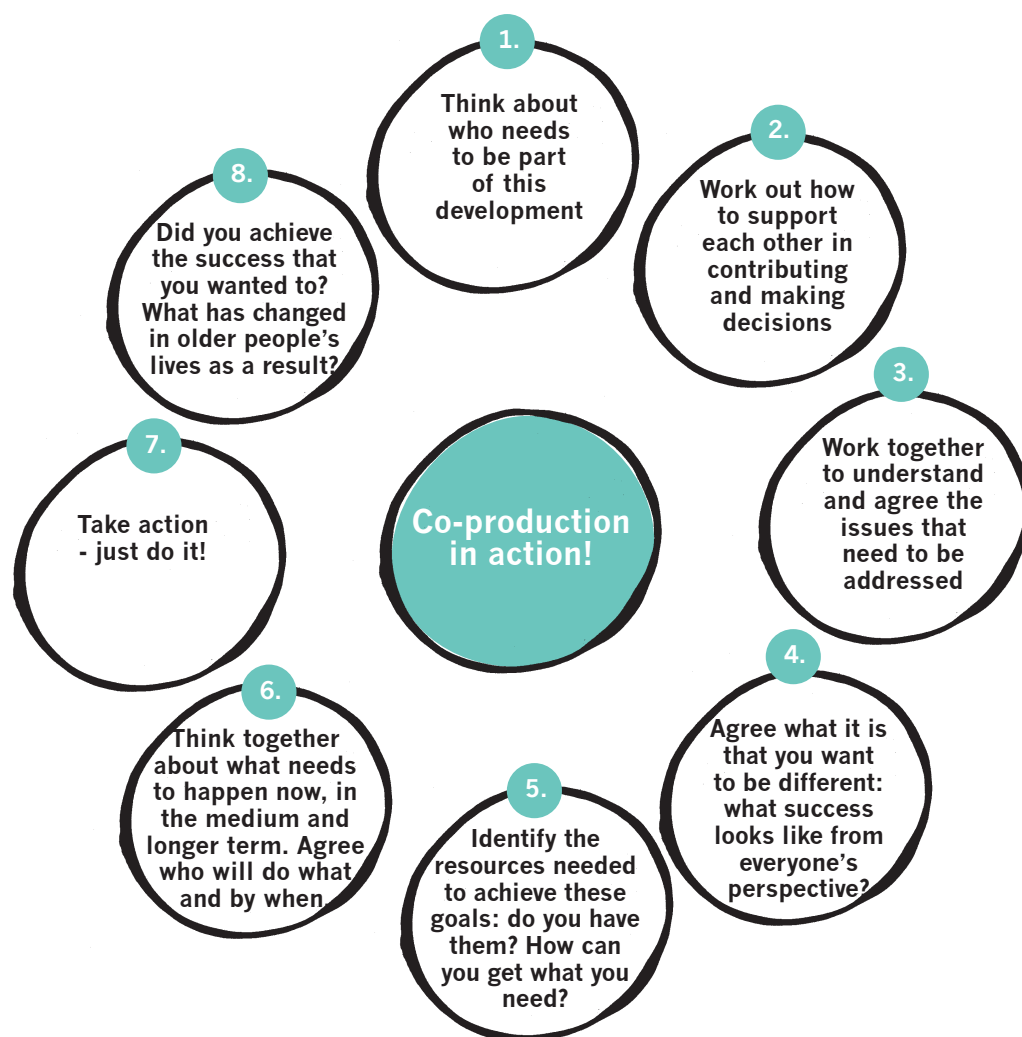 1.
Think about
who needs
to be part
of this
development
2.
Work out how
to support
each other in
contributing
and making
decisions
3.
Work together
to understand
and agree the
issues that
need to be
addressed
4.
Agree what it is
that you want
to be different:
what success
looks like from
everyone's
perspective?
5.
Identify the
resources needed
to achieve these
goals: do you have
them? How can
you get what you
need?
6.
Think together
about what needs
to happen now, in
the medium and
longer term. Agree
who will do what
and by when.
7.
Take action
- just do it!
8.
Did you achieve
the success that
you wanted to?
What has changed
in older people's
lives as a result?
Co-production
in action!